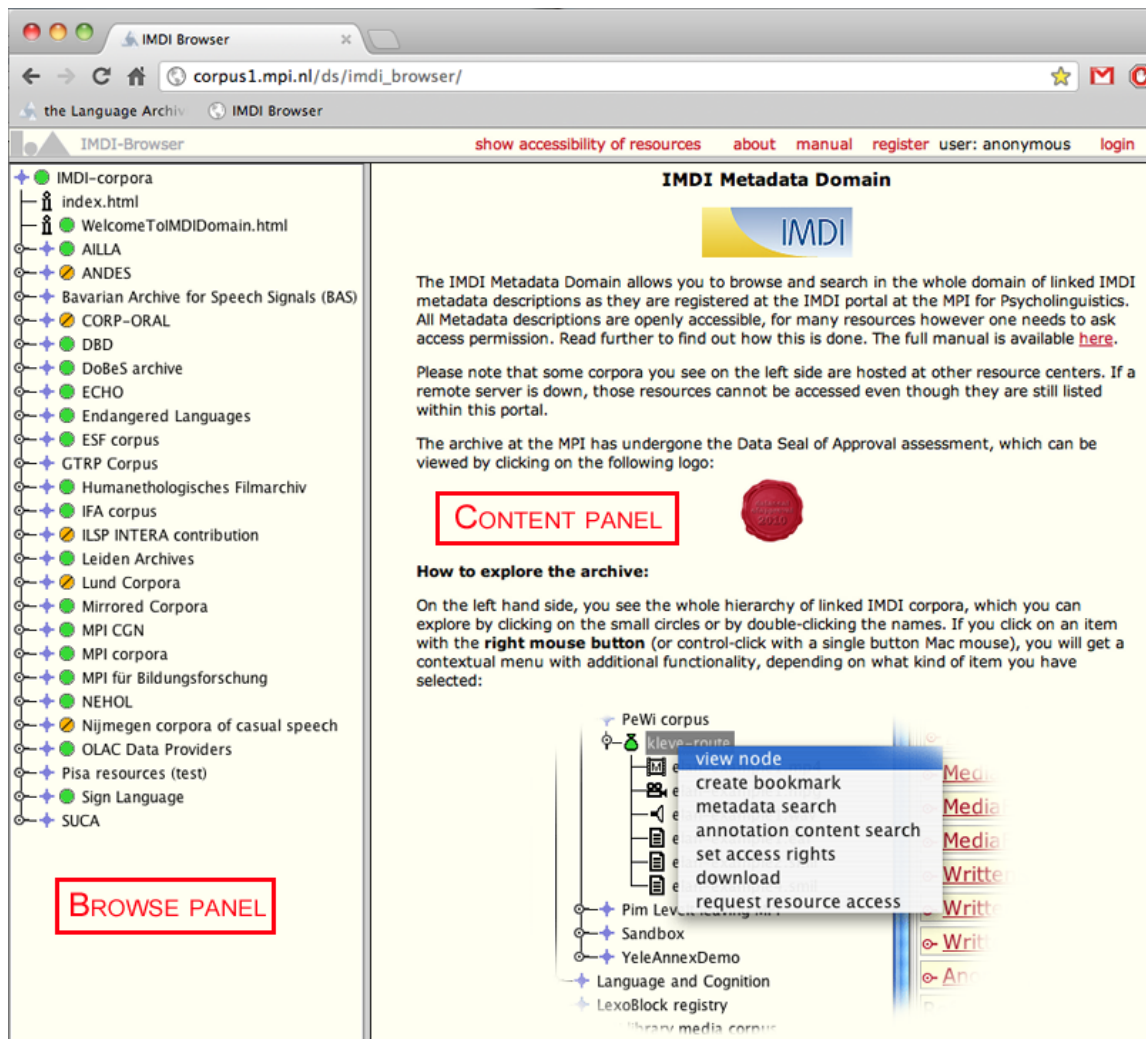 IMDI Browser
corpus1.mpi.nl/ds/imdi_browser/
the Language Archiv IMDI Browser
IMDI-Browser show accessibility of resources about manual register user: anonymous login
IMDI-corpora
index.html
WelcomeToIMDIDomain.html
AILLA
ANDES
Bavarian Archive for Speech Signals (BAS)
CORP-ORAL
DBD
DoBeS archive
ECHO
Endangered Languages
ESF corpus
GTRP Corpus
Humanethologisches Filmarchiv
IFA corpus
ILSP INTERA contribution
Leiden Archives
Lund Corpora
Mirrored Corpora
MPI CGN
MPI corpora
MPI für Bildungsforschung
NEHOL
Nijmegen corpora of casual speech
OLAC Data Providers
Pisa resources (test)
Sign Language
SUCA
BROWSE PANEL
IMDI Metadata Domain
IMDI
The IMDI Metadata Domain allows you to browse and search in the whole domain of linked IMDI
metadata descriptions as they are registered at the IMDI portal at the MPI for Psycholinguistics.
All Metadata descriptions are openly accessible, for many resources however one needs to ask
access permission. Read further to find out how this is done. The full manual is available here.
Please note that some corpora you see on the left side are hosted at other resource centers. If a
remote server is down, those resources cannot be accessed even though they are still listed
within this portal.
The archive at the MPI has undergone the Data Seal of Approval assessment, which can be
viewed by clicking on the following logo:
CONTENT PANEL
2010
How to explore the archive:
On the left hand side, you see the whole hierarchy of linked IMDI corpora, which you can
explore by clicking on the small circles or by double-clicking the names. If you click on an item
with the right mouse button (or control-click with a single button Mac mouse), you will get a
contextual menu with additional functionality, depending on what kind of item you have
selected:
PeWi corpus
kleve-route
view node
create bookmark
metadata search
annotation content search
set access rights
download
request resource access
Sandbox
YeleAnnexDemo
Language and Cognition
LexoBlock registry
library media corpus
Media
Media
Media
Writte
Writt
Writ
An